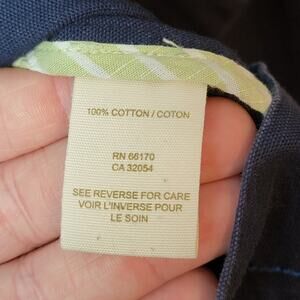 100% COTTON / COTON
RN 66170
CA 32054
SEE REVERSE FOR CARE
VOIR L'INVERSE POUR
LE SOIN